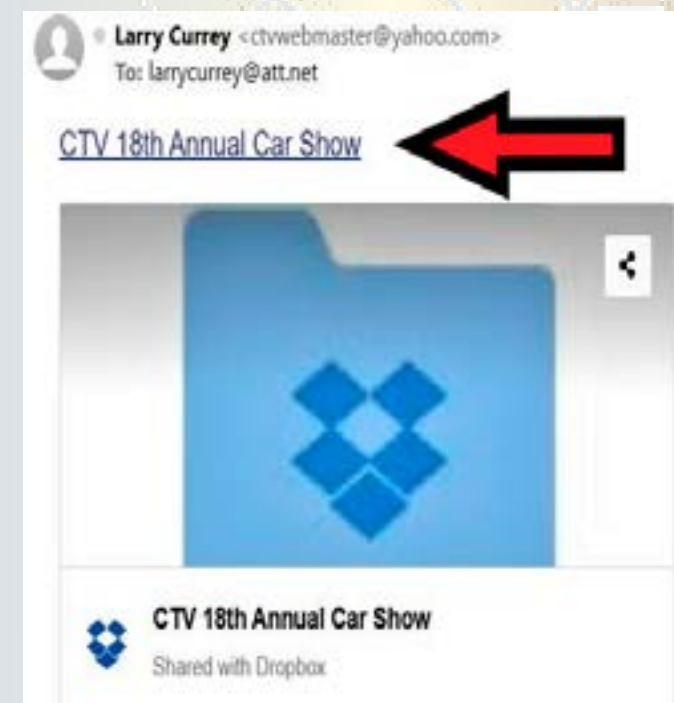 Larry Currey <ctvwebmaster@yahoo.com>
To: larrycurrey@att.net
CTV 18th Annual Car Show
CTV 18th Annual Car Show
Shared with Dropbox